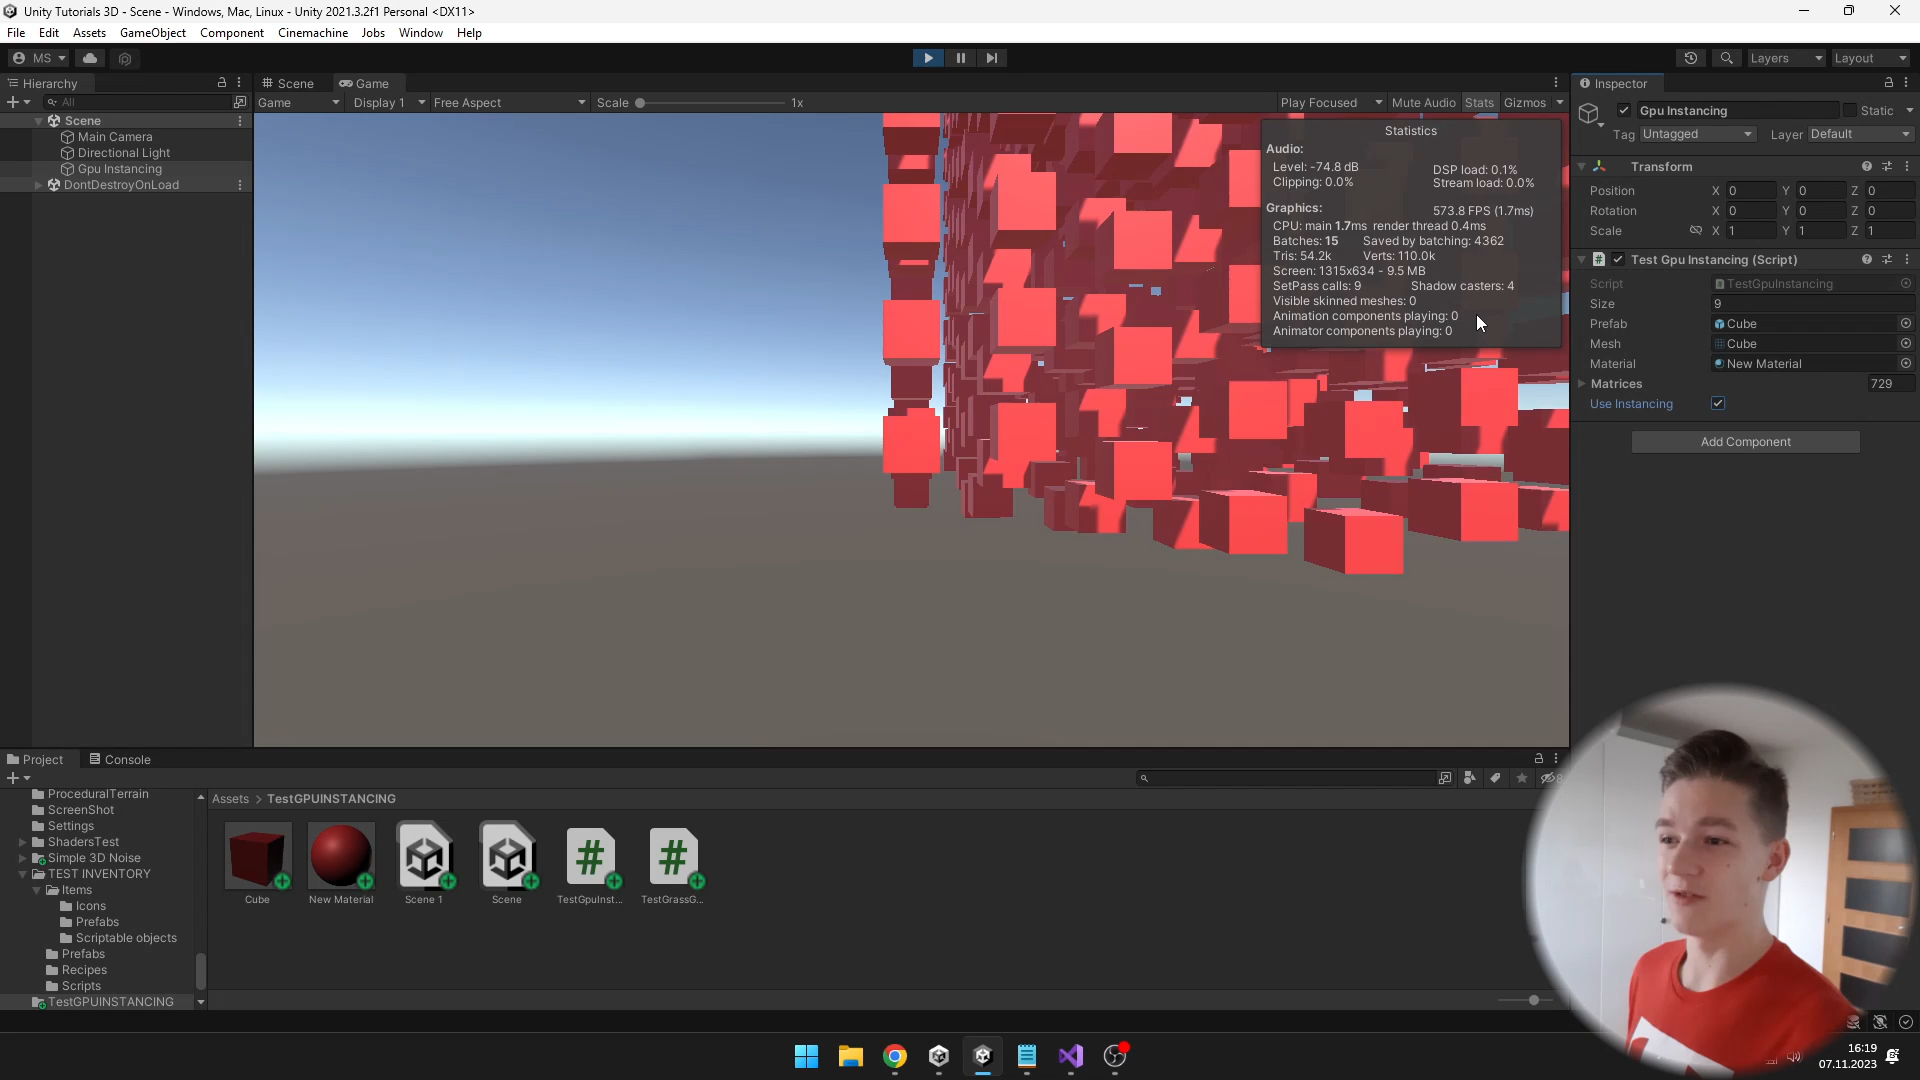 Unity Tutorials 3D - Scene - Windows, Mac, Linux - Unity 2021.3.2f1 Personal <DX11>
File Edit Assets GameObject Component Cinemachine Jobs Window Help
MS Layers Layout
Hierarchy
All
Scene
Main Camera
Directional Light
Gpu Instancing
DontDestroyOnLoad
Scene Game
Game Display 1 Free Aspect Scale 1x Play Focused Mute Audio Stats Gizmos
Statistics
Audio:
Level: -74.8 dB DSP load: 0.1%
Clipping: 0.0% Stream load: 0.0%
Graphics: 573.8 FPS (1.7ms)
CPU: main 1.7ms render thread 0.4ms
Batches: 15 Saved by batching: 4362
Tris: 54.2k Verts: 110.0k
Screen: 1315x634 - 9.5 MB
SetPass calls: 9 Shadow casters: 4
Visible skinned meshes: 0
Animation components playing: 0
Animator components playing: 0
Inspector
Gpu Instancing Static
Tag Untagged Layer Default
Transform
Position X 0 Y 0 Z 0
Rotation X 0 Y 0 Z 0
Scale X 1 Y 1 Z 1
# Test Gpu Instancing (Script)
Script TestGpuInstancing
Size 9
Prefab Cube
Mesh Cube
Material New Material
Matrices 729
Use Instancing
Add Component
Project Console
ProceduralTerrain
ScreenShot
Settings
ShadersTest
Simple 3D Noise
TEST INVENTORY
Items
Icons
Prefabs
Scriptable objects
Prefabs
Recipes
Scripts
TestGPUINSTANCING
Assets > TestGPUINSTANCING
# #
Cube New Material Scene 1 Scene TestGpuInst... TestGrassG...
16:19
07.11.2023